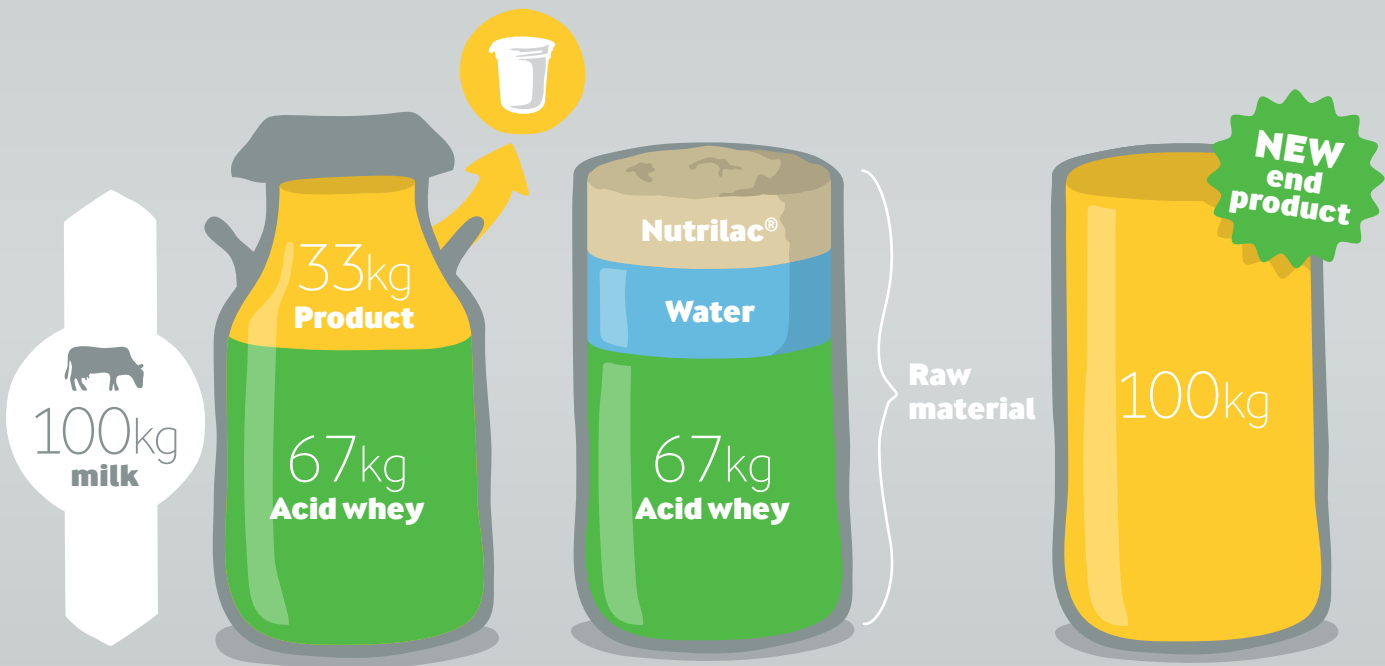 100kg
milk
33kg
Product
67kg
Acid whey
Nutrilac®
Water
67kg
Acid whey
Raw
material
100kg
NEW
end
product